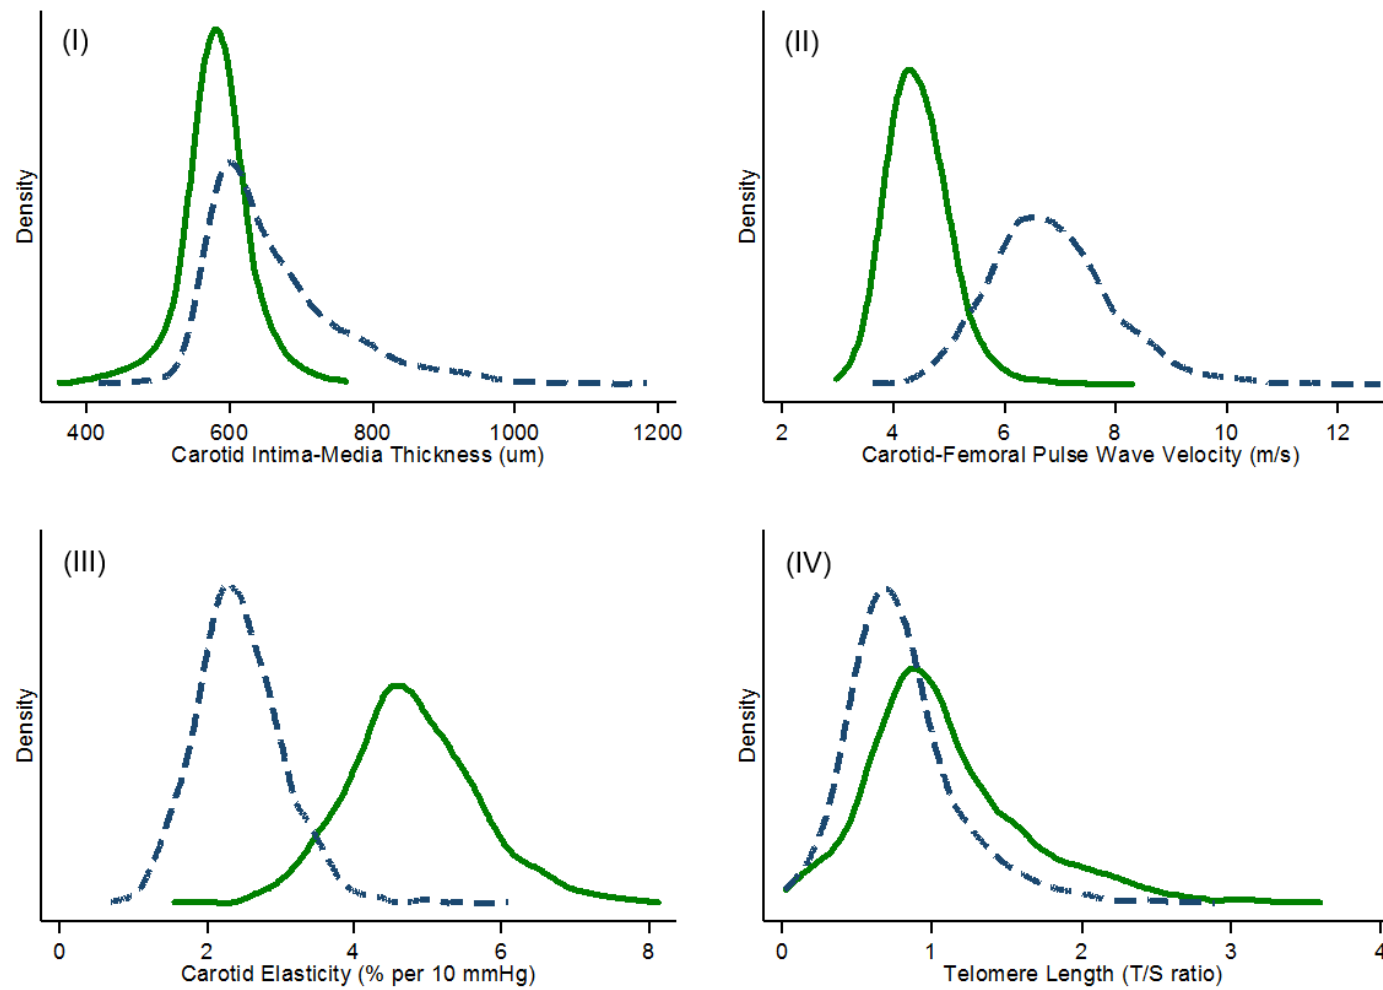 (I)
Density
400 600 800 1000 1200
Carotid Intima-Media Thickness (um)
(II)
Density
2 4 6 8 10 12
Carotid-Femoral Pulse Wave Velocity (m/s)
(III)
Density
0 2 4 6 8
Carotid Elasticity (% per 10 mmHg)
(IV)
Density
0 1 2 3 4
Telomere Length (T/S ratio)